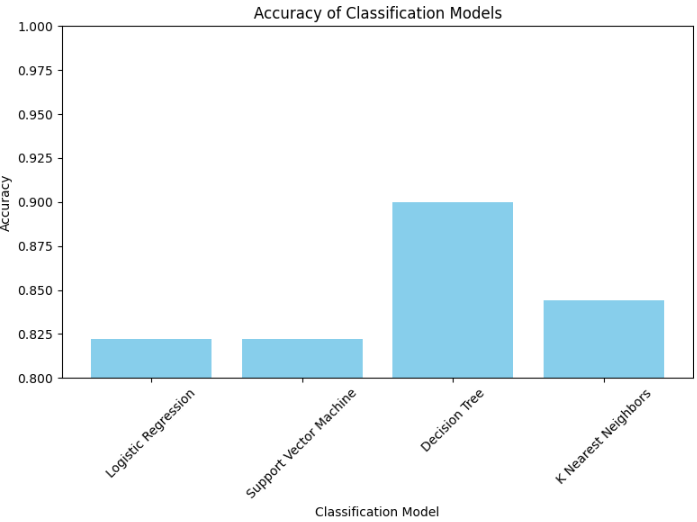 Accuracy of Classification Models
1.000
0.975
0.950
0.925
0.900
0.875
0.850
0.825
0.800
Accuracy
Logistic Regression
Support Vector Machine
Decision Tree
K Nearest Neighbors
Classification Model